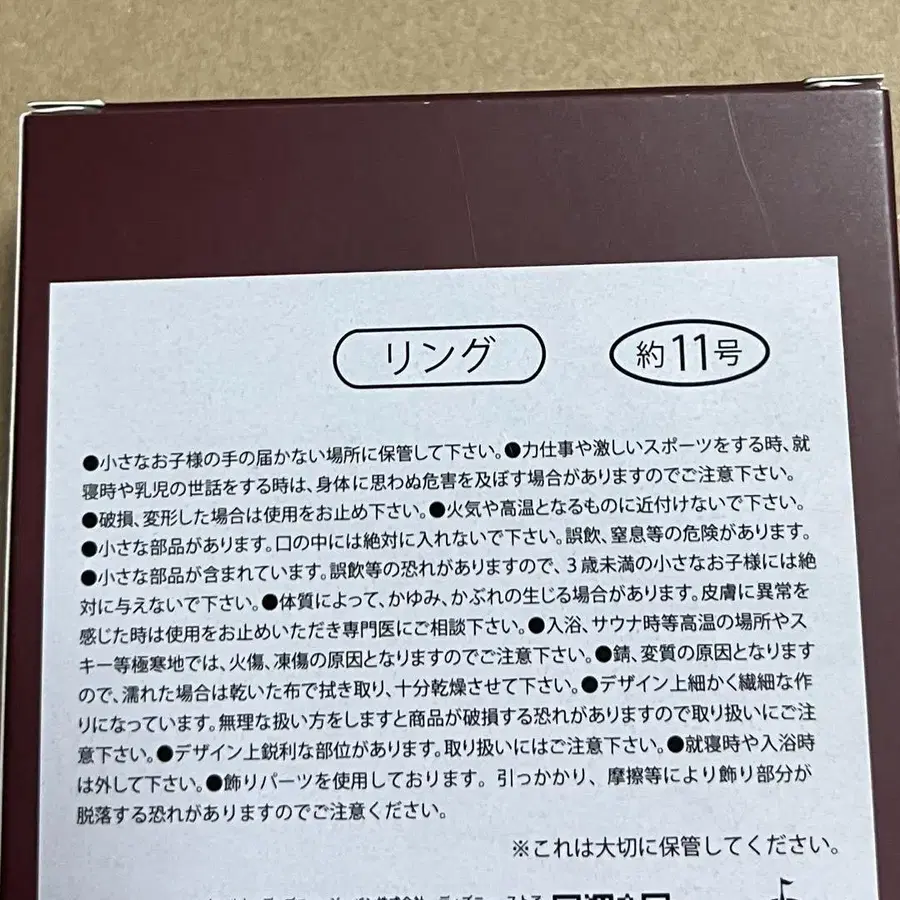 リング
約11号
●小さなお子様の手の届かない場所に保管して下さい。●力仕事や激しいスポーツをする時、就
寝時や乳児の世話をする時は、身体に思わぬ危害を及ぼす場合がありますのでご注意下さい。
●破損、変形した場合は使用をお止め下さい。●火気や高温となるものに近付けないで下さい。
●小さな部品があります。口の中には絶対に入れないで下さい。誤飲、窒息等の危険があります。
●小さな部品が含まれています。誤飲等の恐れがありますので、3歳未満の小さなお子様には絶
対に与えないで下さい。●体質によって、かゆみ、かぶれの生じる場合があります。皮膚に異常を
感じた時は使用をお止めいただき専門医にご相談下さい。●入浴、サウナ時等高温の場所やス
キー等極寒地では、火傷、凍傷の原因となりますのでご注意下さい。●錆、変質の原因となります
ので、濡れた場合は乾いた布で拭き取り、十分乾燥させて下さい。●デザイン上細かく繊細な作
りになっています。無理な扱い方をしますと商品が破損する恐れがありますので取り扱いにご注
意下さい。●デザイン上鋭利な部位があります。取り扱いにはご注意下さい。●就寝時や入浴時
は外して下さい。●飾りパーツを使用しております。引っかかり、摩擦等により飾り部分が
脱落する恐れがありますのでご注意ください。
※これは大切に保管してください。